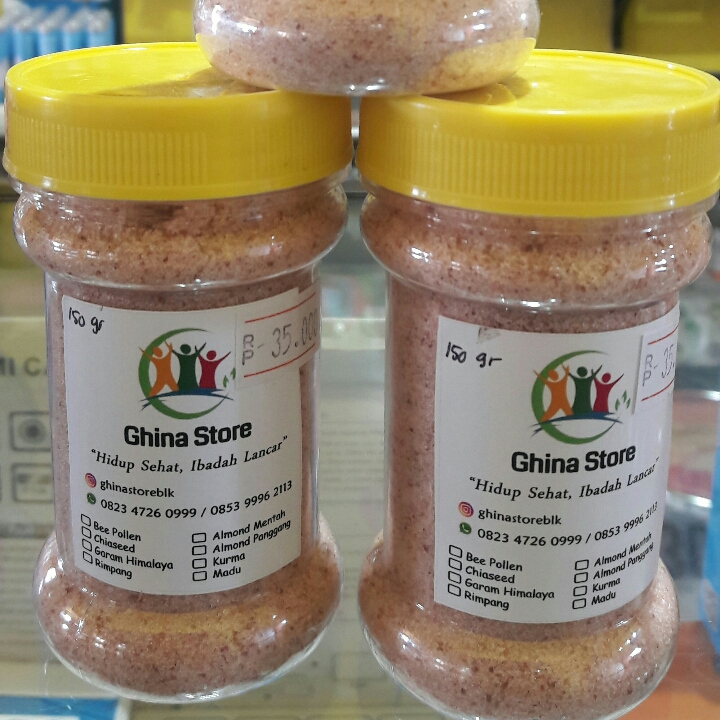 150 gr
RP-35.000
Ghina Store
"Hidup Sehat, Ibadah Lancar"
ghinastoreblk
0823 4726 0999 / 0853 9996 2113
Bee Pollen
Chiaseed
Garam Himalaya
Rimpang
Almond Mentah
Almond Panggang
Kurma
Madu
150 gr
RP-35
Ghina Store
"Hidup Sehat, Ibadah Lancar"
ghinastoreblk
0823 4726 0999 / 0853 9996 2113
Bee Pollen
Chiaseed
Garam Himalaya
Rimpang
Almond Mentah
Almond Panggang
Kurma
Madu